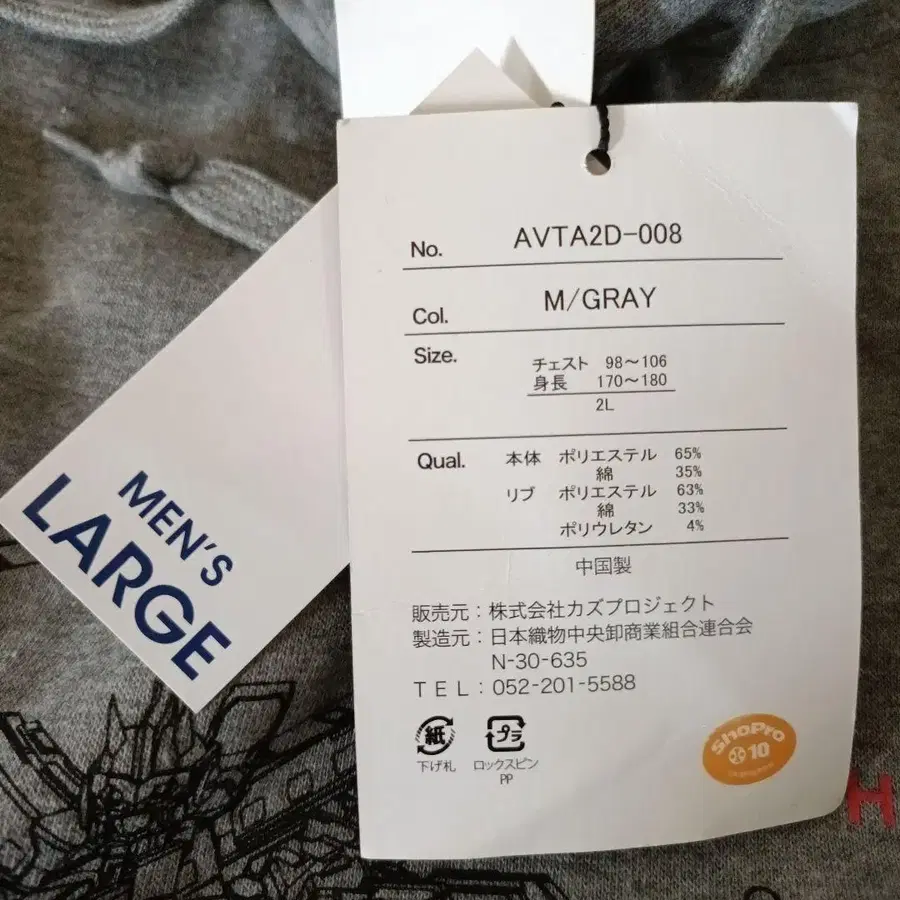 No. AVTA2D-008
Col. M/GRAY
Size. チェスト 98～106
身長 170～180
2L
Qual. 本体 ポリエステル 65%
綿 35%
リブ ポリエステル 63%
綿 33%
ポリウレタン 4%
中国製
販売元：株式会社カズプロジェクト
製造元：日本織物中央卸商業組合連合会
N-30-635
ＴＥＬ：052-201-5588
紙 プラ
下げ札 ロックスピン
PP
ShoPro
10
MEN'S
LARGE
H